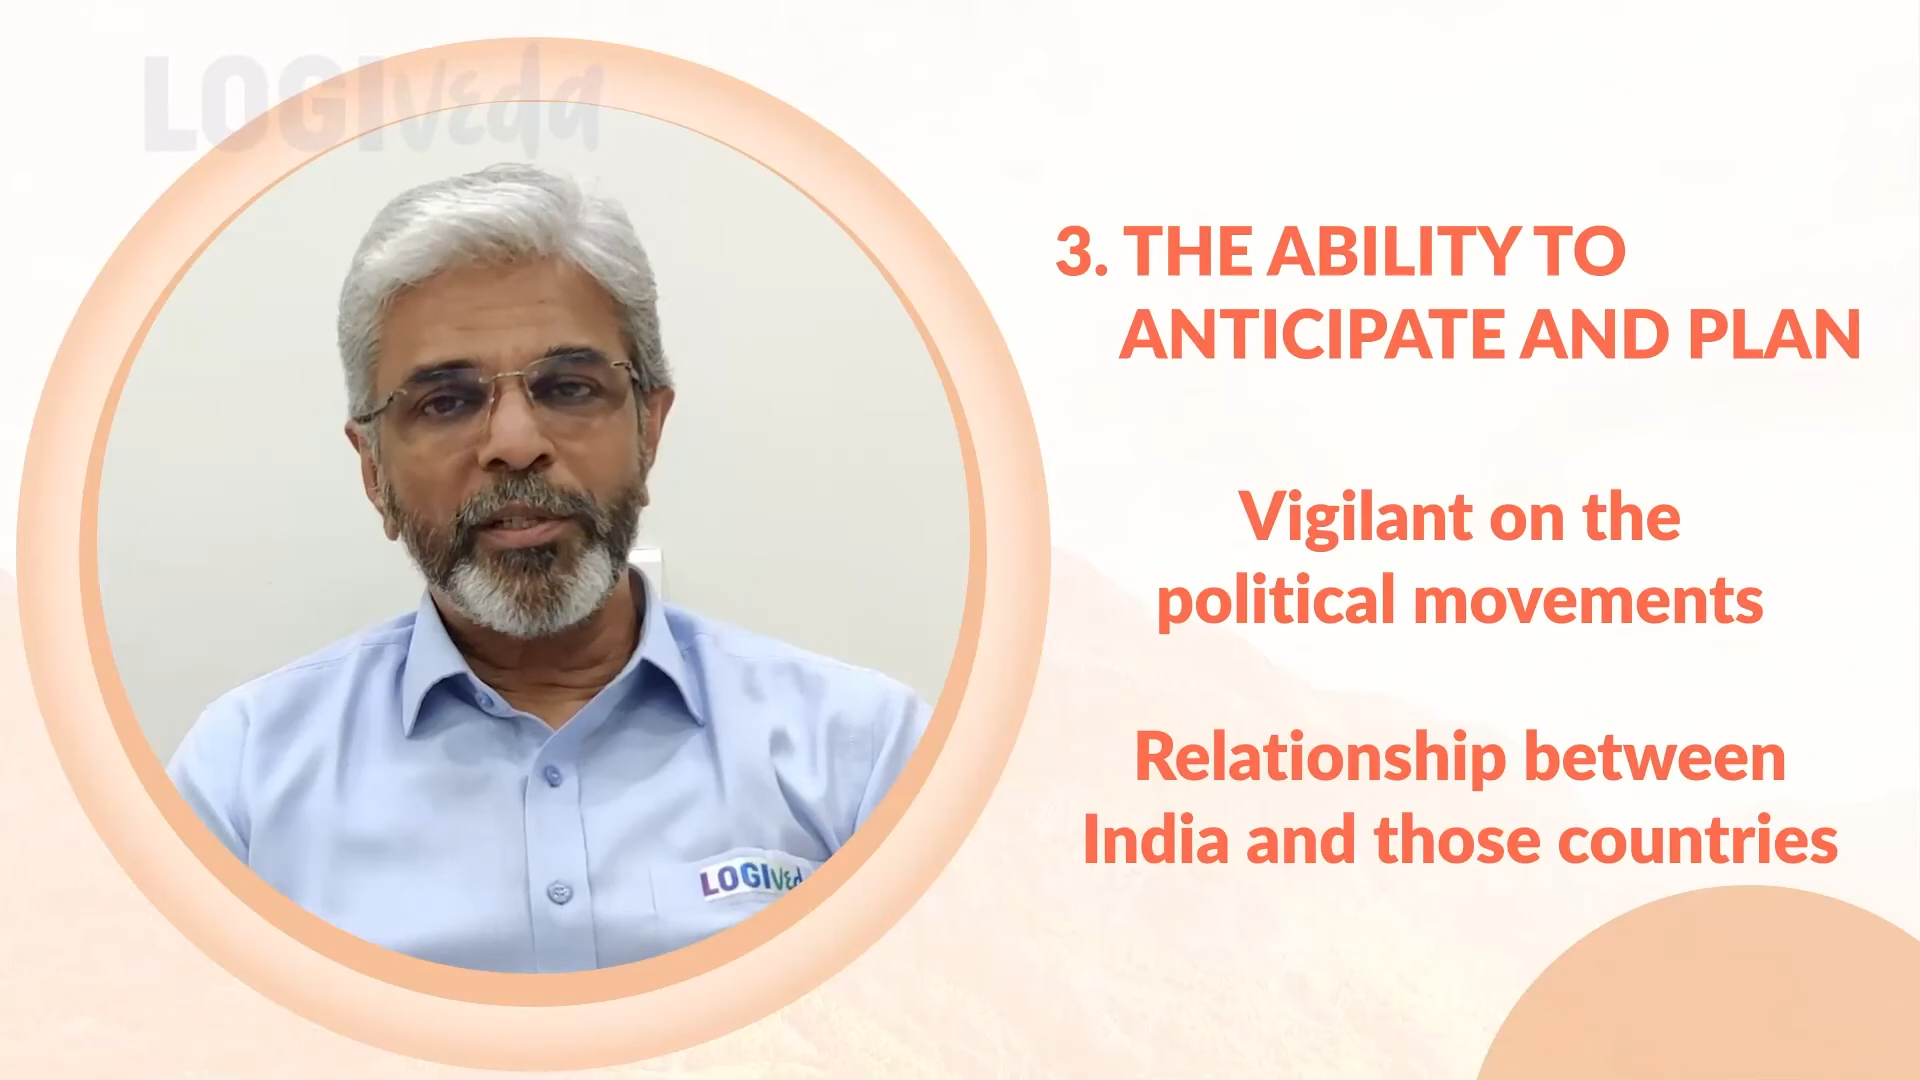 LOGIveda
3. THE ABILITY TO
ANTICIPATE AND PLAN
Vigilant on the
political movements
Relationship between
India and those countries
LOGIved